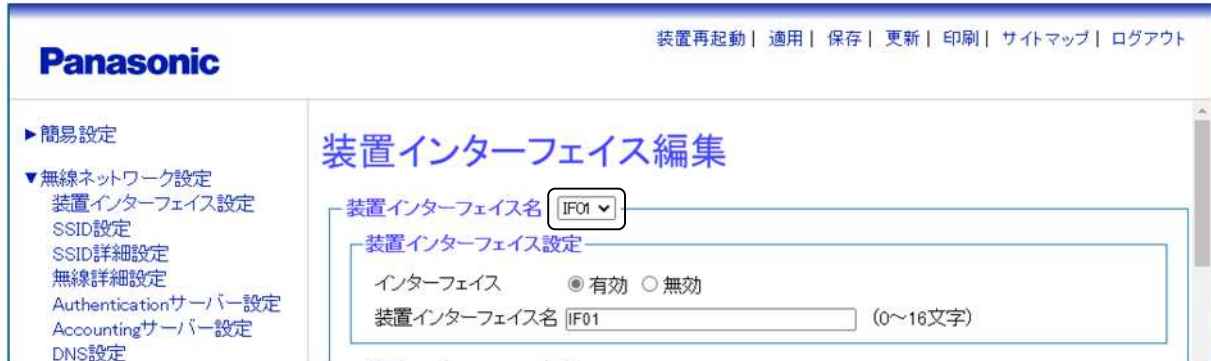 Panasonic
装置再起動 | 適用 | 保存 | 更新 | 印刷 | サイトマップ | ログアウト
▶簡易設定
▼無線ネットワーク設定
装置インターフェイス設定
SSID設定
SSID詳細設定
無線詳細設定
Authenticationサーバー設定
Accountingサーバー設定
DNS設定
装置インターフェイス編集
装置インターフェイス名 IF01
装置インターフェイス設定
インターフェイス 有効 無効
装置インターフェイス名 IF01 (0～16文字)